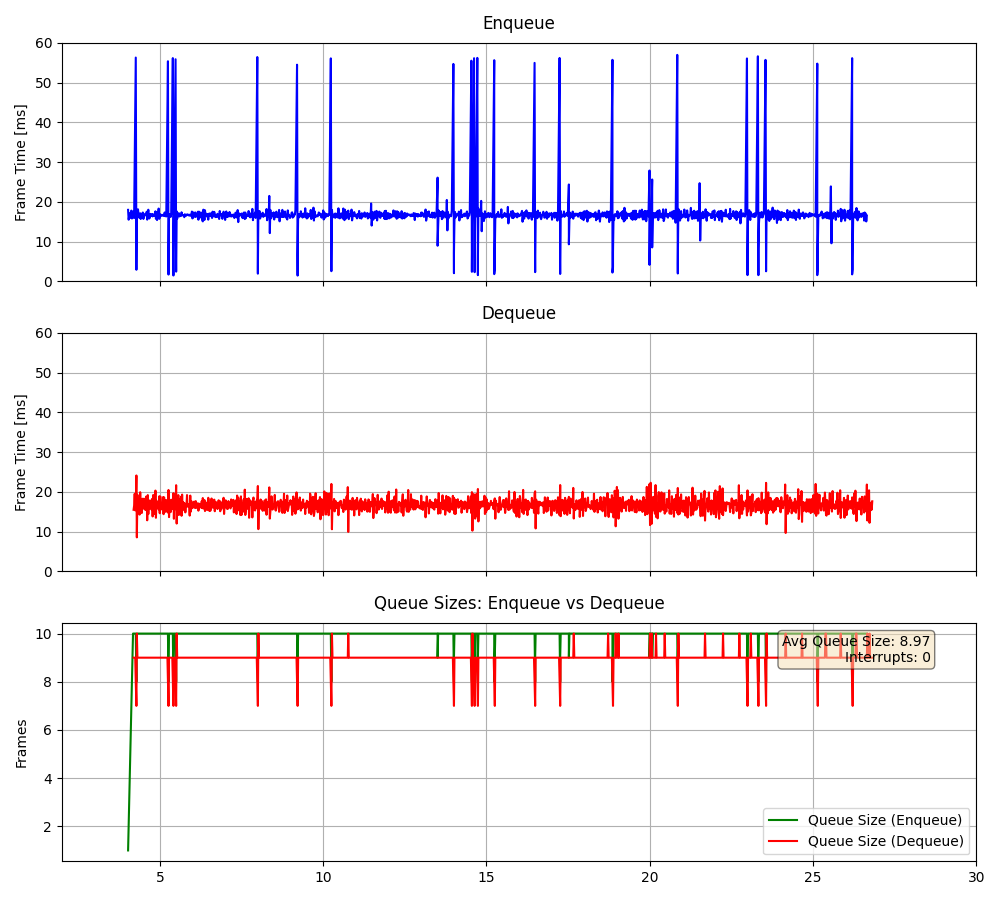 Enqueue
Frame Time [ms]
60
50
40
30
20
10
0
Dequeue
Frame Time [ms]
60
50
40
30
20
10
0
Queue Sizes: Enqueue vs Dequeue
Frames
10
8
6
4
2
Avg Queue Size: 8.97
Interrupts: 0
Queue Size (Enqueue)
Queue Size (Dequeue)
5 10 15 20 25 30